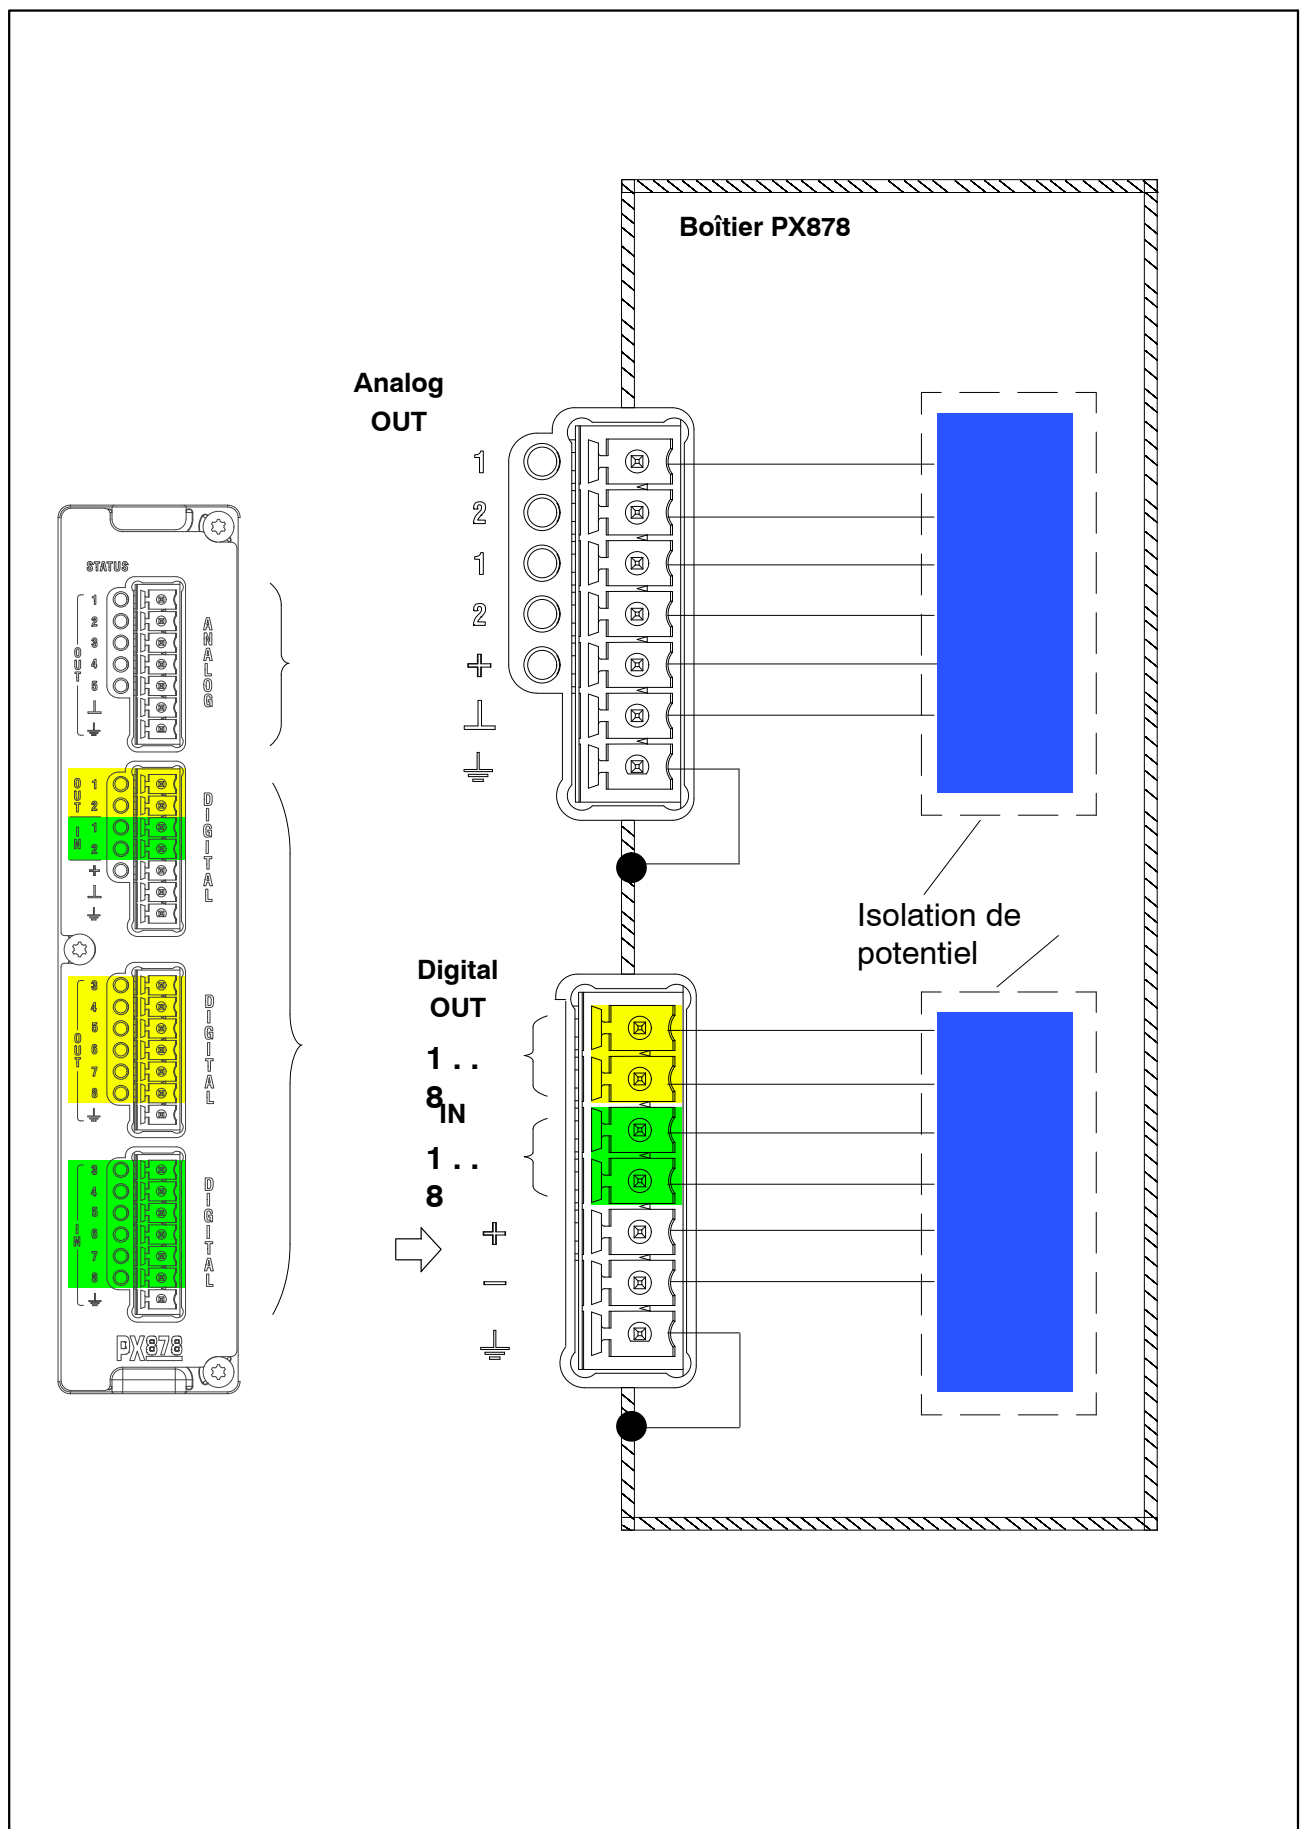 Boîtier PX878
Analog
OUT
1
2
1
2
+
⊥
⏚
Isolation de
potentiel
Digital
OUT
1 . .
8
IN
1 . .
8
+
−
⏚
STATUS
OUT
1
2
3
4
5
⊥
⏚
ANALOG
OUT
1
2
IN
1
2
+
⊥
⏚
DIGITAL
OUT
3
4
5
6
7
8
⏚
DIGITAL
IN
3
4
5
6
7
8
⏚
DIGITAL
PX878